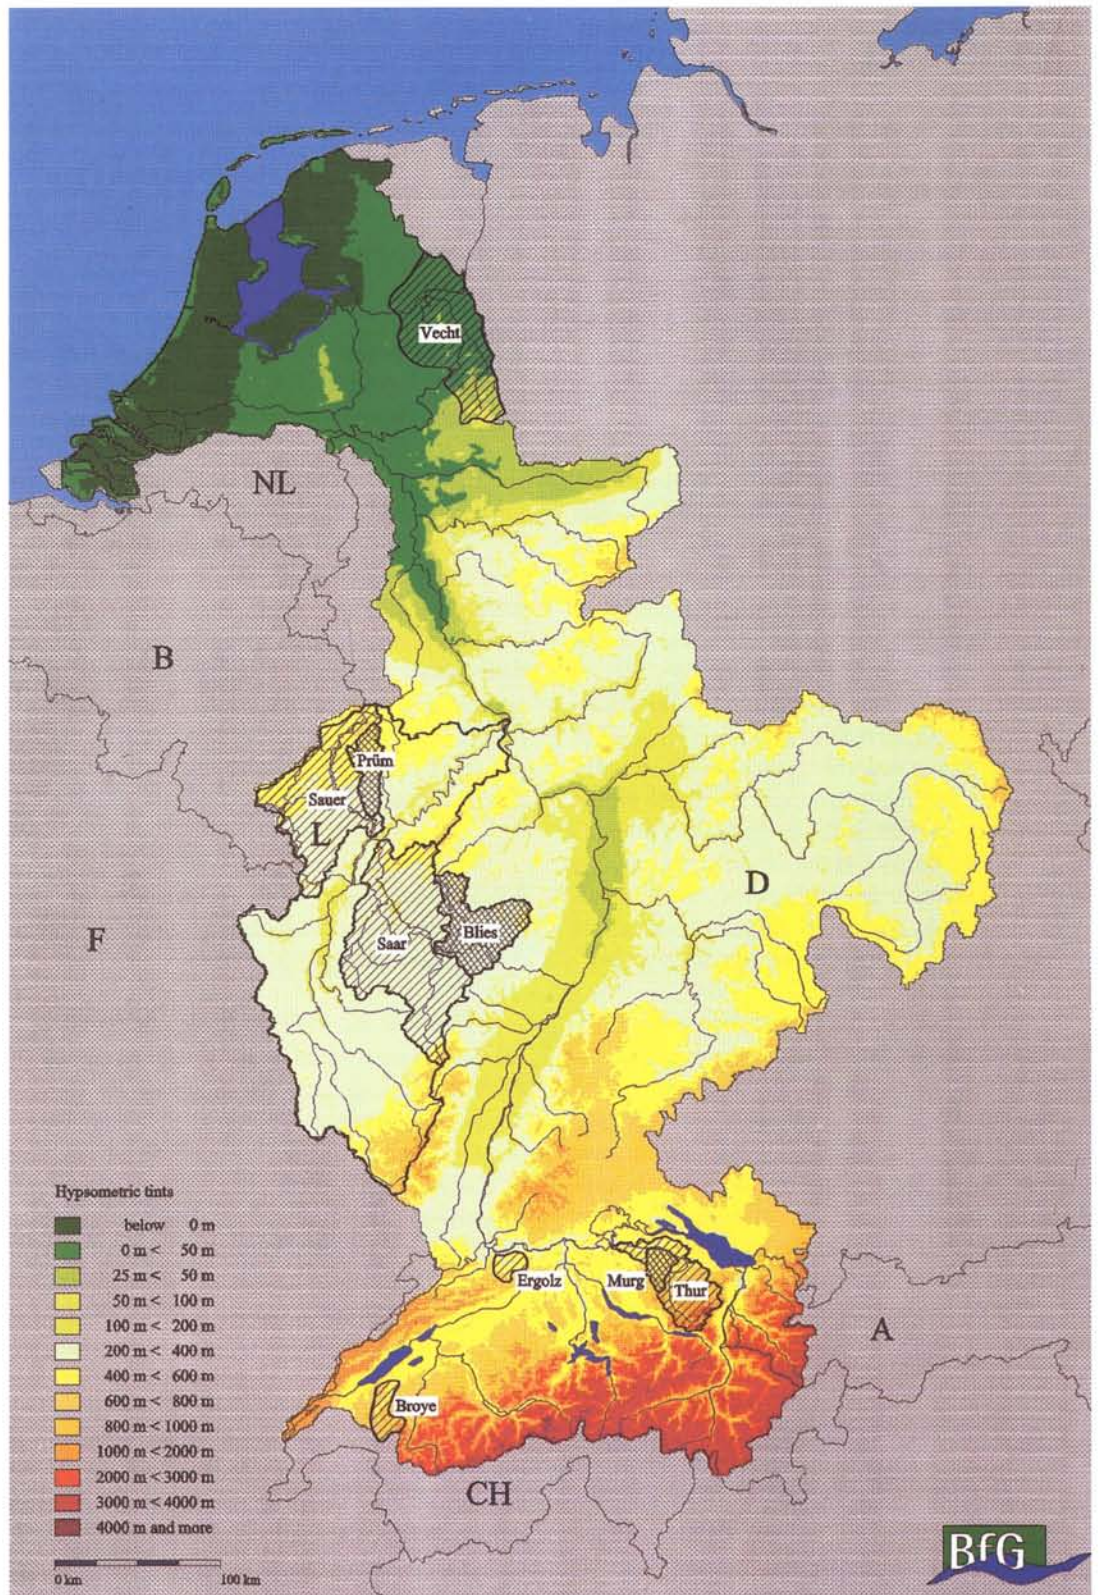 Vecht
NL
B
Prüm
Sauer
L
D
F
Blies
Saar
Hypsometric tints
below 0 m
0 m < 50 m
25 m < 50 m
50 m < 100 m
100 m < 200 m
200 m < 400 m
400 m < 600 m
600 m < 800 m
800 m < 1000 m
1000 m < 2000 m
2000 m < 3000 m
3000 m < 4000 m
4000 m and more
0 km 100 km
Ergolz
Murg
Thur
A
Broye
CH
BfG